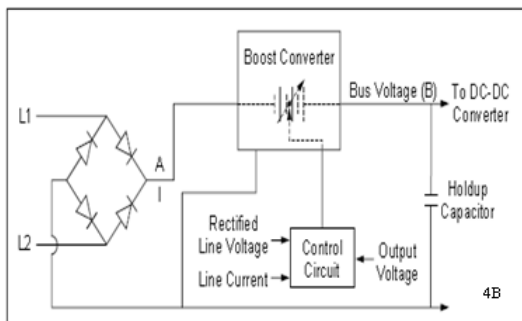 Boost Converter
Bus Voltage (B)
To DC-DC
Converter
L1
A
I
L2
Holdup
Capacitor
Rectified
Line Voltage
Line Current
Control
Circuit
Output
Voltage
4B